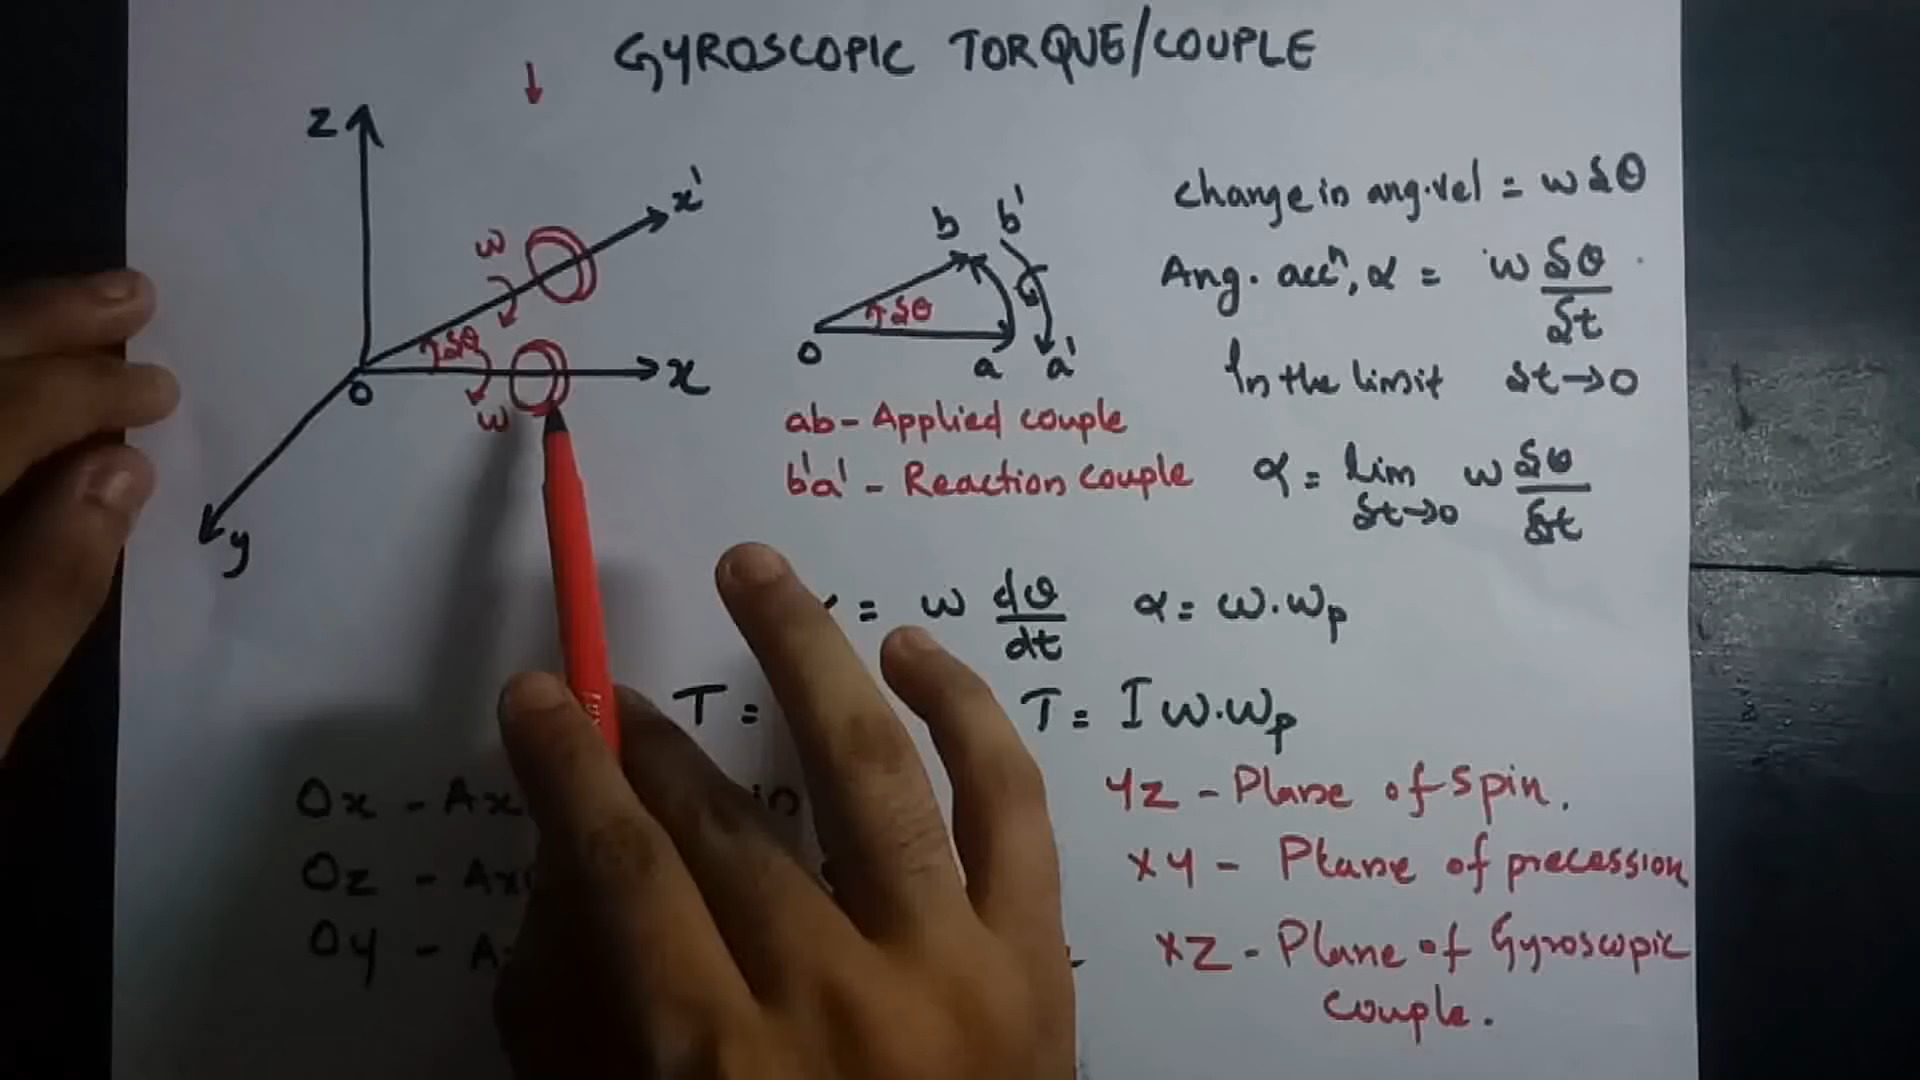 GYROSCOPIC TORQUE/COUPLE
z
x'
ω
δθ
x
ω
o
y
b b'
δθ
o a a'
ab - Applied couple
b'a' - Reaction couple
Change in ang.vel = ω δθ
Ang. accⁿ, α = ω δθ/δt
In the limit δt→0
α = lim δt→0 ω δθ/δt
= ω dθ/dt α = ω.ωp
T = T = I ω.ωp
Ox - Ax
Oz - Ax
Oy - A
YZ - Plane of Spin.
XY - Plane of precession
XZ - Plane of Gyroscopic
couple.